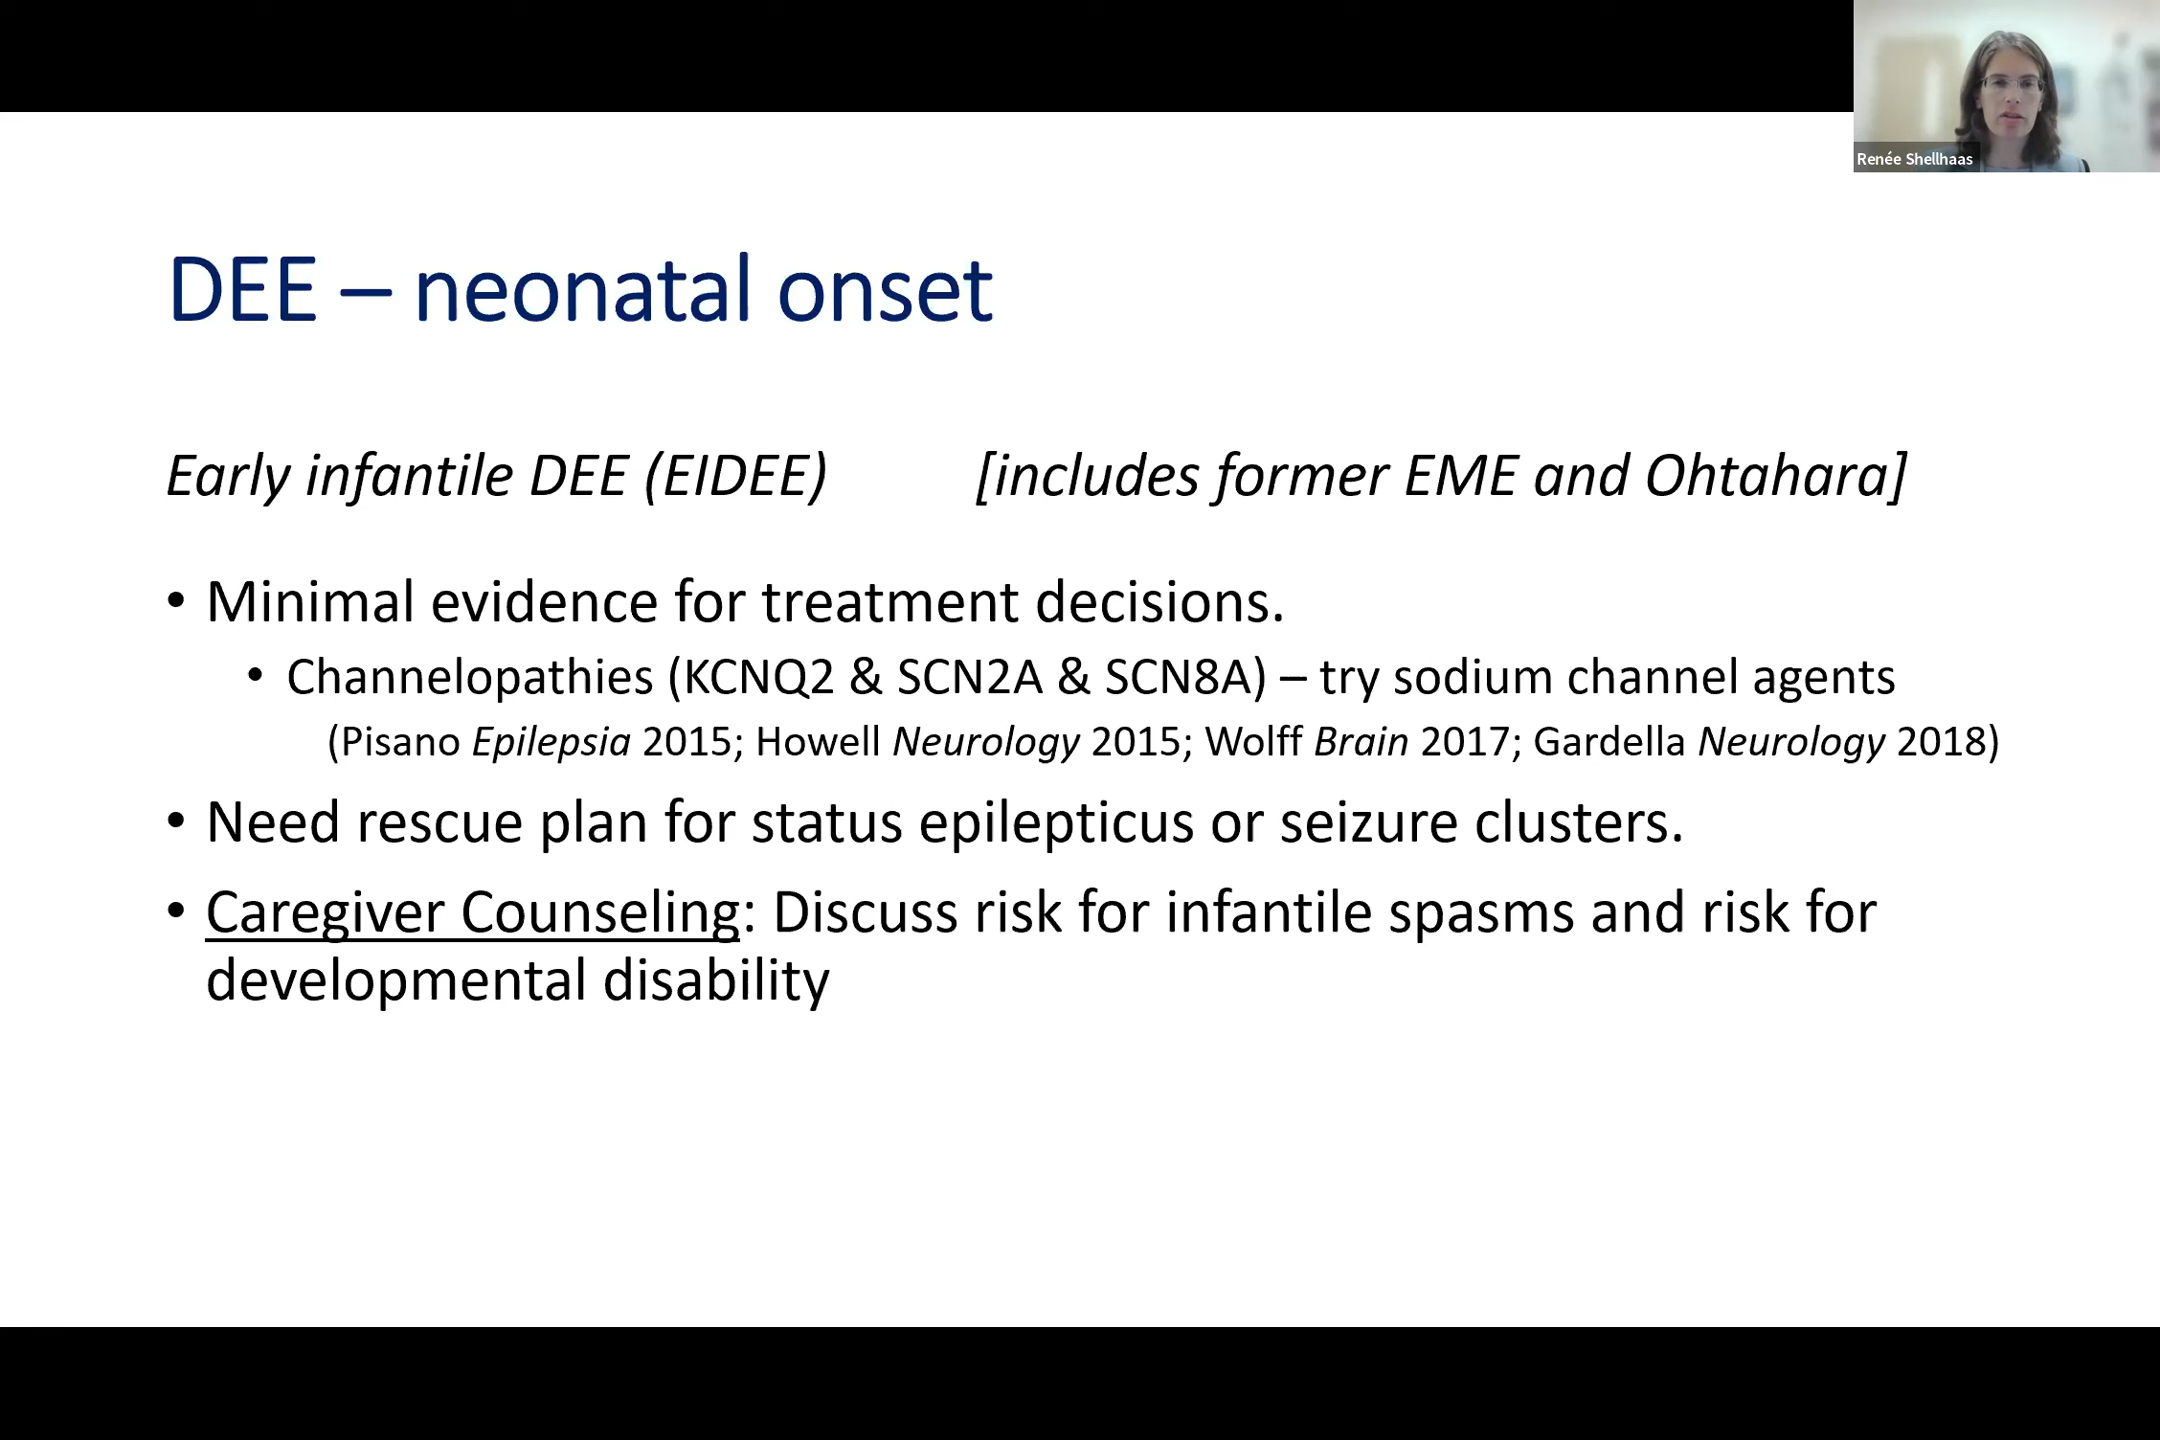 Renée Shellhaas
DEE – neonatal onset
Early infantile DEE (EIDEE) [includes former EME and Ohtahara]
• Minimal evidence for treatment decisions.
• Channelopathies (KCNQ2 & SCN2A & SCN8A) – try sodium channel agents
(Pisano Epilepsia 2015; Howell Neurology 2015; Wolff Brain 2017; Gardella Neurology 2018)
• Need rescue plan for status epilepticus or seizure clusters.
• Caregiver Counseling: Discuss risk for infantile spasms and risk for
developmental disability